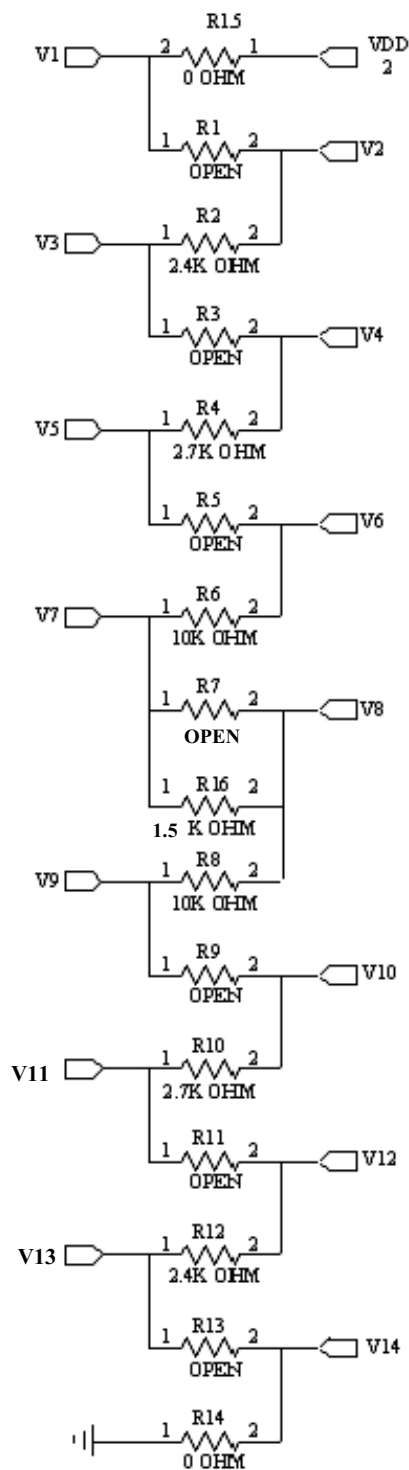 R15
V1 2 1 VDD
0 OHM 2
R1
1 2 V2
OPEN
R2
V3 1 2
2.4K OHM
R3
1 2 V4
OPEN
R4
V5 1 2
2.7K OHM
R5
1 2 V6
OPEN
R6
V7 1 2
10K OHM
R7
1 2 V8
OPEN
1 R16 2
1.5 K OHM
R8
V9 1 2
10K OHM
R9
1 2 V10
OPEN
R10
V11 1 2
2.7K OHM
R11
1 2 V12
OPEN
R12
V13 1 2
2.4K OHM
R13
1 2 V14
OPEN
R14
1 2
0 OHM